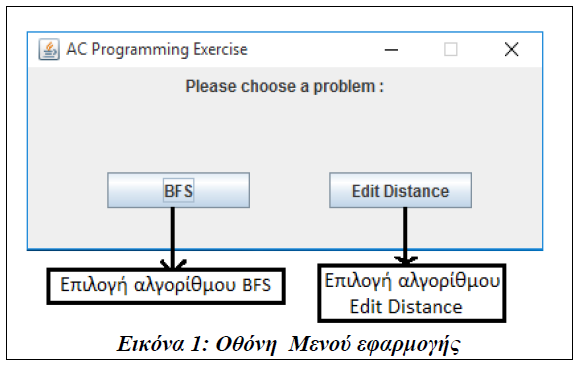 AC Programming Exercise
Please choose a problem :
BFS
Edit Distance
Επιλογή αλγορίθμου BFS
Επιλογή αλγορίθμου
Edit Distance
Εικόνα 1: Οθόνη Μενού εφαρμογής